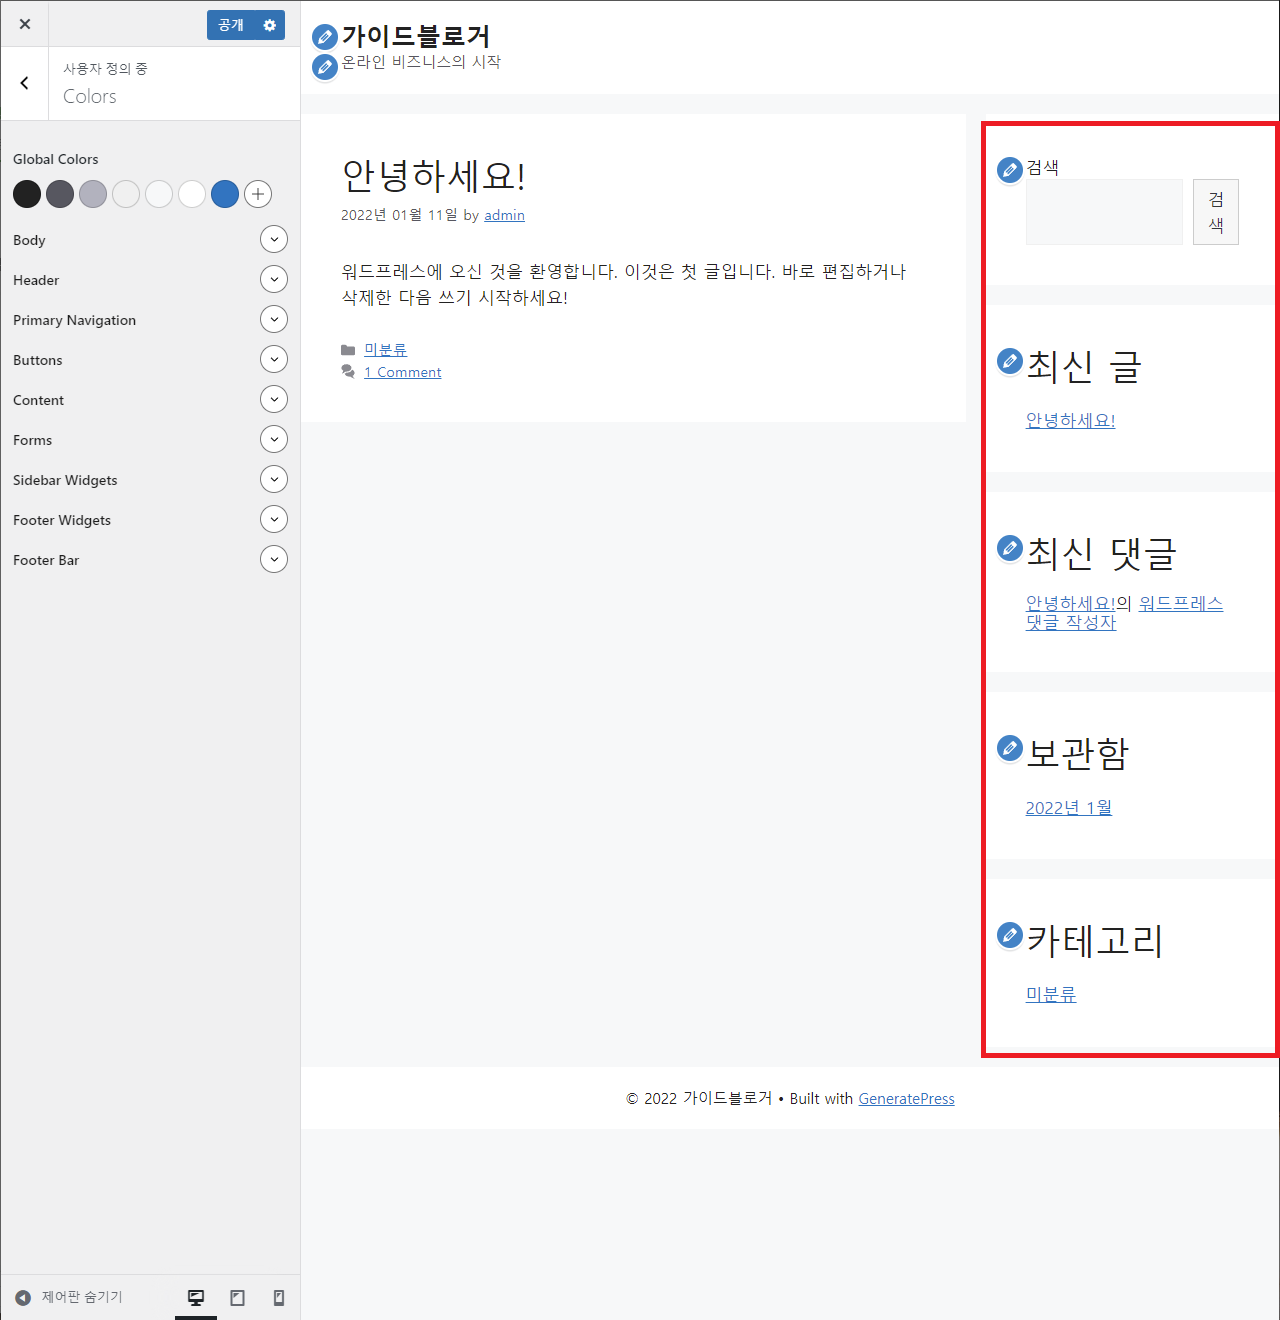 공개
사용자 정의 중
Colors
Global Colors
Body
Header
Primary Navigation
Buttons
Content
Forms
Sidebar Widgets
Footer Widgets
Footer Bar
제어판 숨기기
가이드블로거
온라인 비즈니스의 시작
안녕하세요!
2022년 01월 11일 by admin
워드프레스에 오신 것을 환영합니다. 이것은 첫 글입니다. 바로 편집하거나
삭제한 다음 쓰기 시작하세요!
미분류
1 Comment
검색
검
색
최신 글
안녕하세요!
최신 댓글
안녕하세요!의 워드프레스
댓글 작성자
보관함
2022년 1월
카테고리
미분류
© 2022 가이드블로거 • Built with GeneratePress